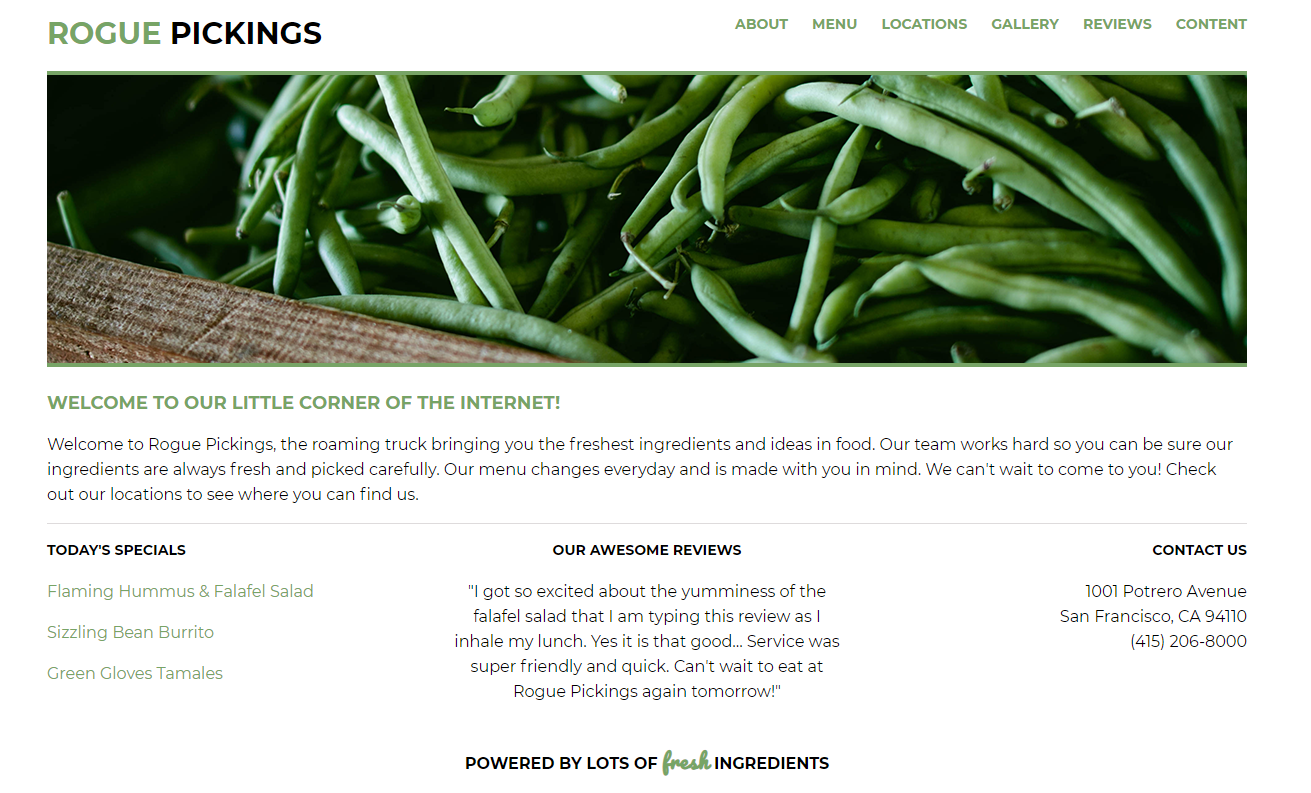 ROGUE PICKINGS
ABOUT MENU LOCATIONS GALLERY REVIEWS CONTENT
WELCOME TO OUR LITTLE CORNER OF THE INTERNET!
Welcome to Rogue Pickings, the roaming truck bringing you the freshest ingredients and ideas in food. Our team works hard so you can be sure our
ingredients are always fresh and picked carefully. Our menu changes everyday and is made with you in mind. We can't wait to come to you! Check
out our locations to see where you can find us.
TODAY'S SPECIALS
Flaming Hummus & Falafel Salad
Sizzling Bean Burrito
Green Gloves Tamales
OUR AWESOME REVIEWS
"I got so excited about the yumminess of the
falafel salad that I am typing this review as I
inhale my lunch. Yes it is that good... Service was
super friendly and quick. Can't wait to eat at
Rogue Pickings again tomorrow!"
CONTACT US
1001 Potrero Avenue
San Francisco, CA 94110
(415) 206-8000
POWERED BY LOTS OF fresh INGREDIENTS